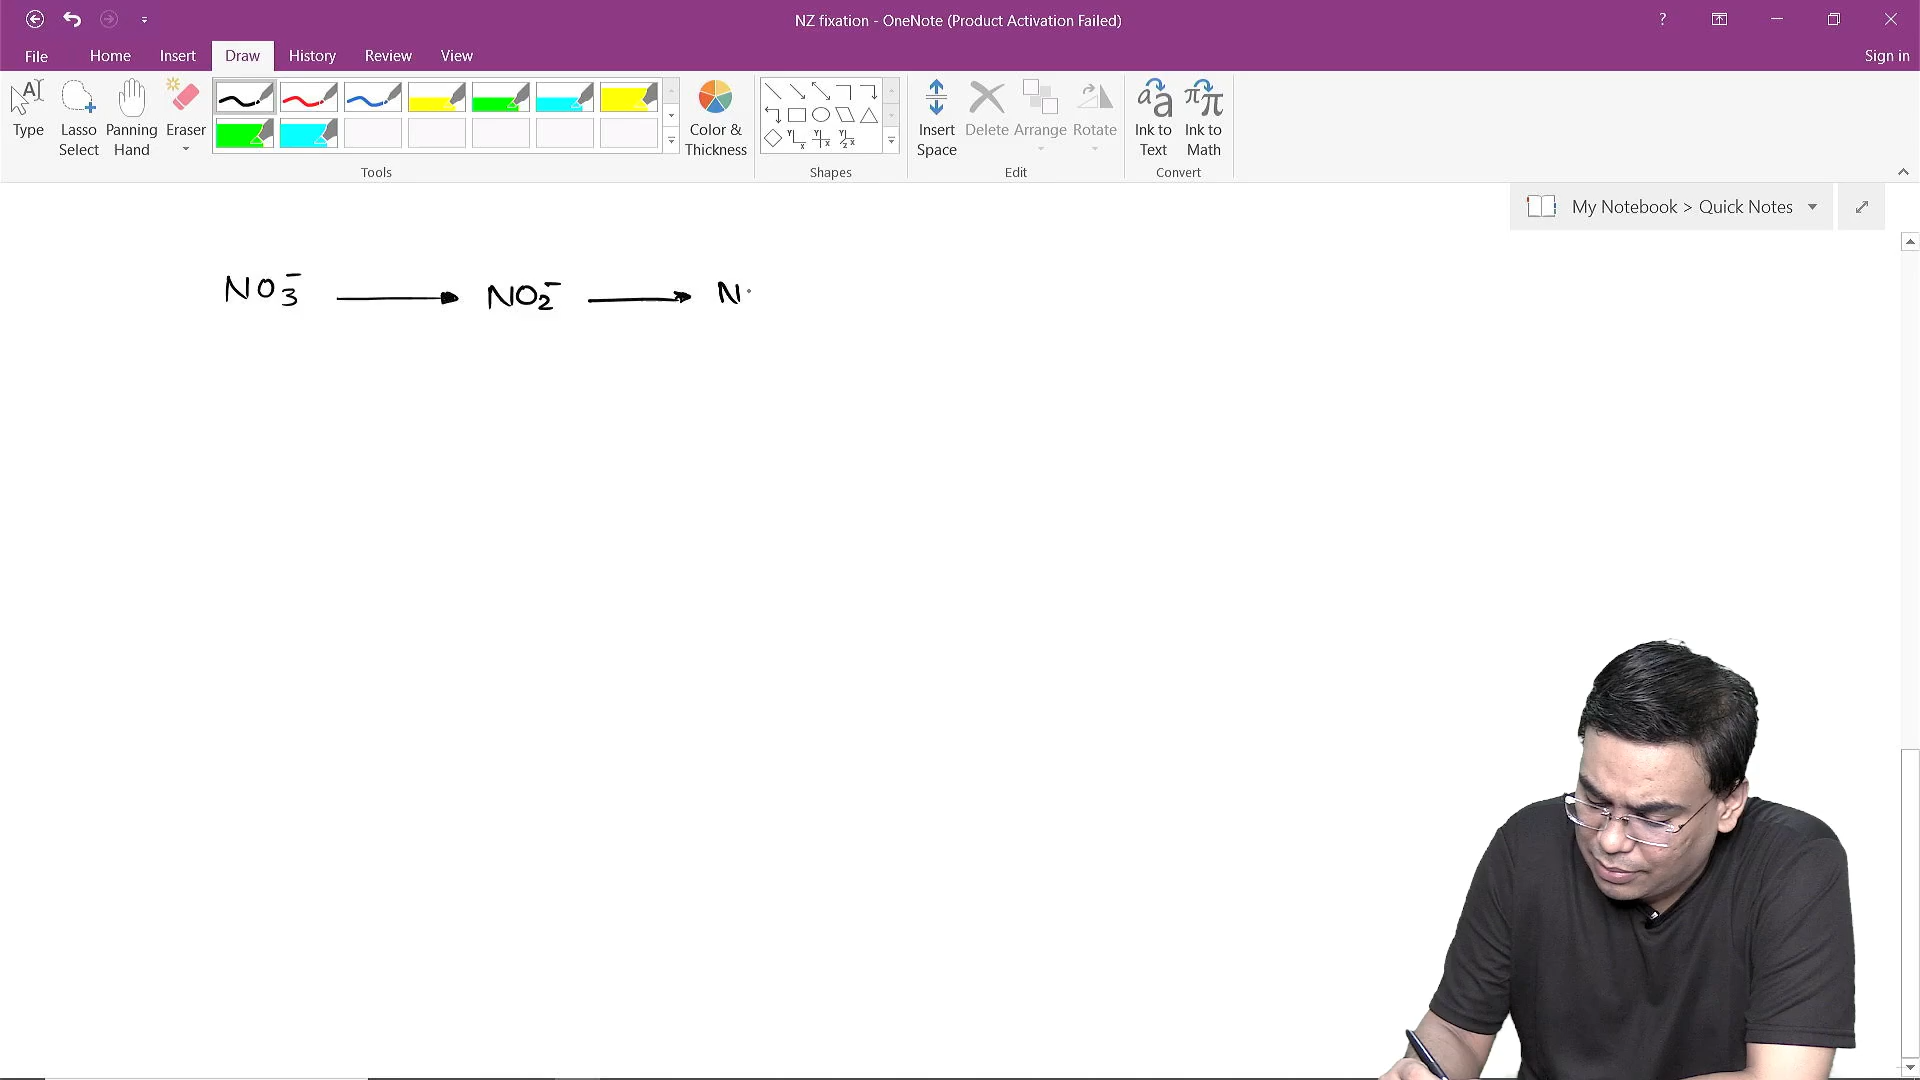 NZ fixation - OneNote (Product Activation Failed)
?
File Home Insert Draw History Review View
Sign in
Type
Lasso Select
Panning Hand
Eraser
Color & Thickness
Insert Space
Delete
Arrange
Rotate
Ink to Text
Ink to Math
Tools
Shapes
Edit
Convert
My Notebook > Quick Notes
NO₃⁻ → NO₂⁻ → N